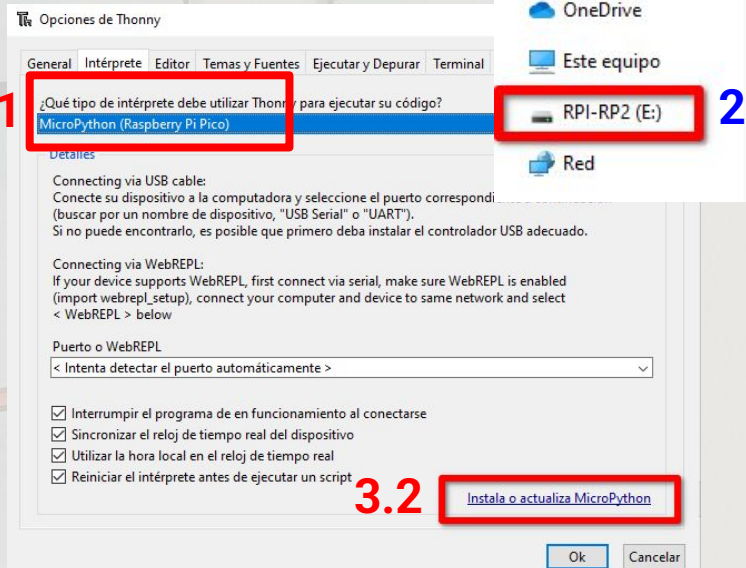 Opciones de Thonny
General Intérprete Editor Temas y Fuentes Ejecutar y Depurar Terminal
1
¿Qué tipo de intérprete debe utilizar Thonny para ejecutar su código?
MicroPython (Raspberry Pi Pico)
OneDrive
Este equipo
RPI-RP2 (E:)
2
Red
Detalles
Connecting via USB cable:
Conecte su dispositivo a la computadora y seleccione el puerto
(buscar por un nombre de dispositivo, "USB Serial" o "UART").
Si no puede encontrarlo, es posible que primero deba instalar el controlador USB adecuado.
Connecting via WebREPL:
If your device supports WebREPL, first connect via serial, make sure WebREPL is enabled
(import webrepl_setup), connect your computer and device to same network and select
< WebREPL > below
Puerto o WebREPL
< Intenta detectar el puerto automáticamente >
Interrumpir el programa de en funcionamiento al conectarse
Sincronizar el reloj de tiempo real del dispositivo
Utilizar la hora local en el reloj de tiempo real
Reiniciar el intérprete antes de ejecutar un script
3.2
Instala o actualiza MicroPython
Ok Cancelar